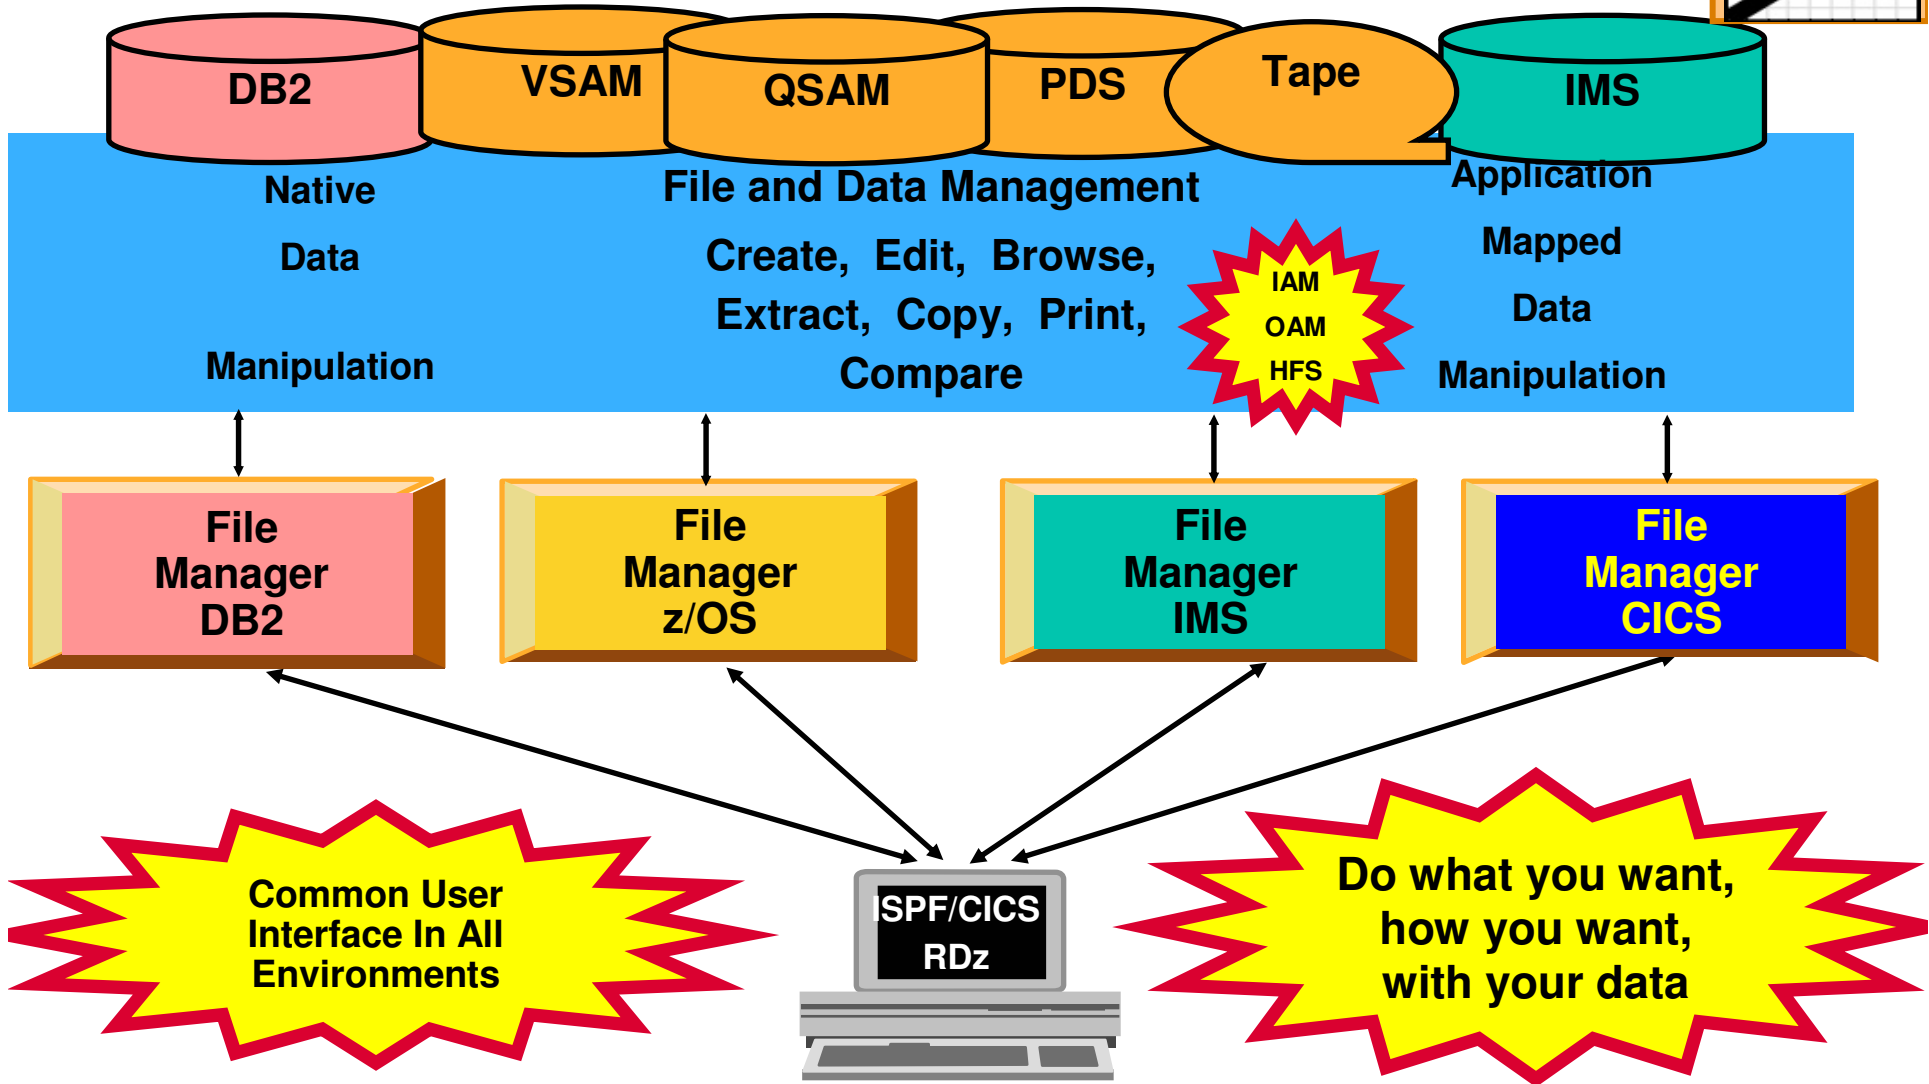 DB2
VSAM
QSAM
PDS
Tape
IMS
Native
Data
Manipulation
File and Data Management
Create, Edit, Browse,
Extract, Copy, Print,
Compare
IAM
OAM
HFS
Application
Mapped
Data
Manipulation
File
Manager
DB2
File
Manager
z/OS
File
Manager
IMS
File
Manager
CICS
Common User
Interface In All
Environments
ISPF/CICS
RDz
Do what you want,
how you want,
with your data